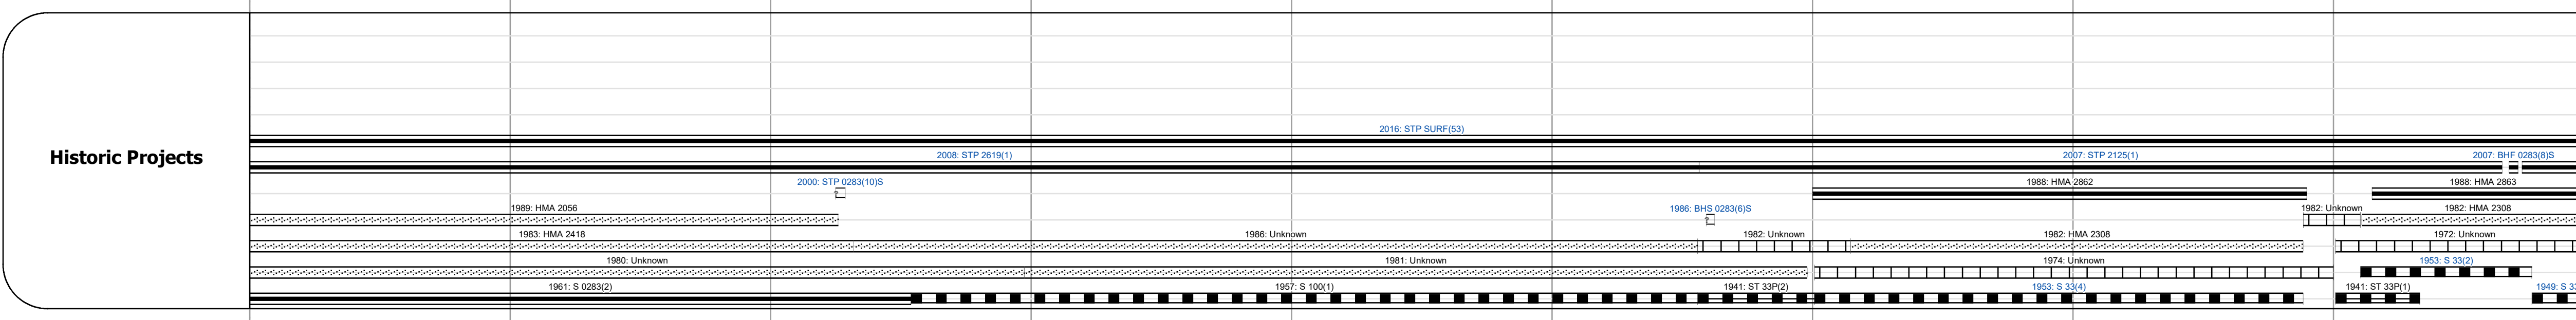 Historic Projects
2016: STP SURF(53)
2008: STP 2619(1)
2007: STP 2125(1)
2007: BHF 0283(8)S
2000: STP 0283(10)S
1988: HMA 2862
1988: HMA 2863
?
1989: HMA 2056
1986: BHS 0283(6)S
1982: Unknown
1982: HMA 2308
?
1983: HMA 2418
1986: Unknown
1982: Unknown
1982: HMA 2308
1972: Unknown
1980: Unknown
1981: Unknown
1974: Unknown
1953: S 33(2)
1961: S 0283(2)
1957: S 100(1)
1941: ST 33P(2)
1953: S 33(4)
1941: ST 33P(1)
1949: S 33